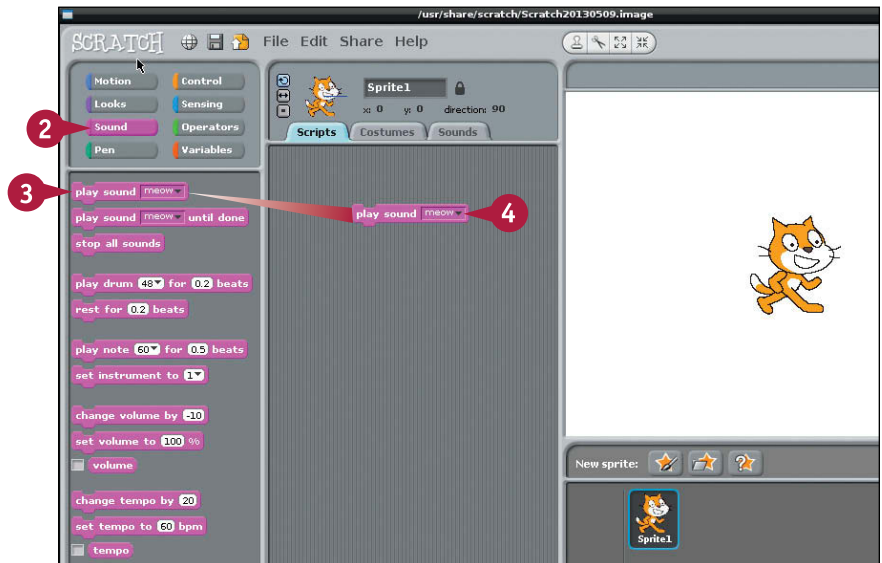 /usr/share/scratch/Scratch20130509.image
SCRATCH File Edit Share Help
Motion Control
Looks Sensing
Sound Operators
Pen Variables
Sprite1
x: 0 y: 0 direction: 90
Scripts Costumes Sounds
2
3
4
play sound meow
play sound meow until done
stop all sounds
play drum 48 for 0.2 beats
rest for 0.2 beats
play note 60 for 0.5 beats
set instrument to 1
change volume by -10
set volume to 100 %
volume
change tempo by 20
set tempo to 60 bpm
tempo
play sound meow
New sprite:
Sprite1